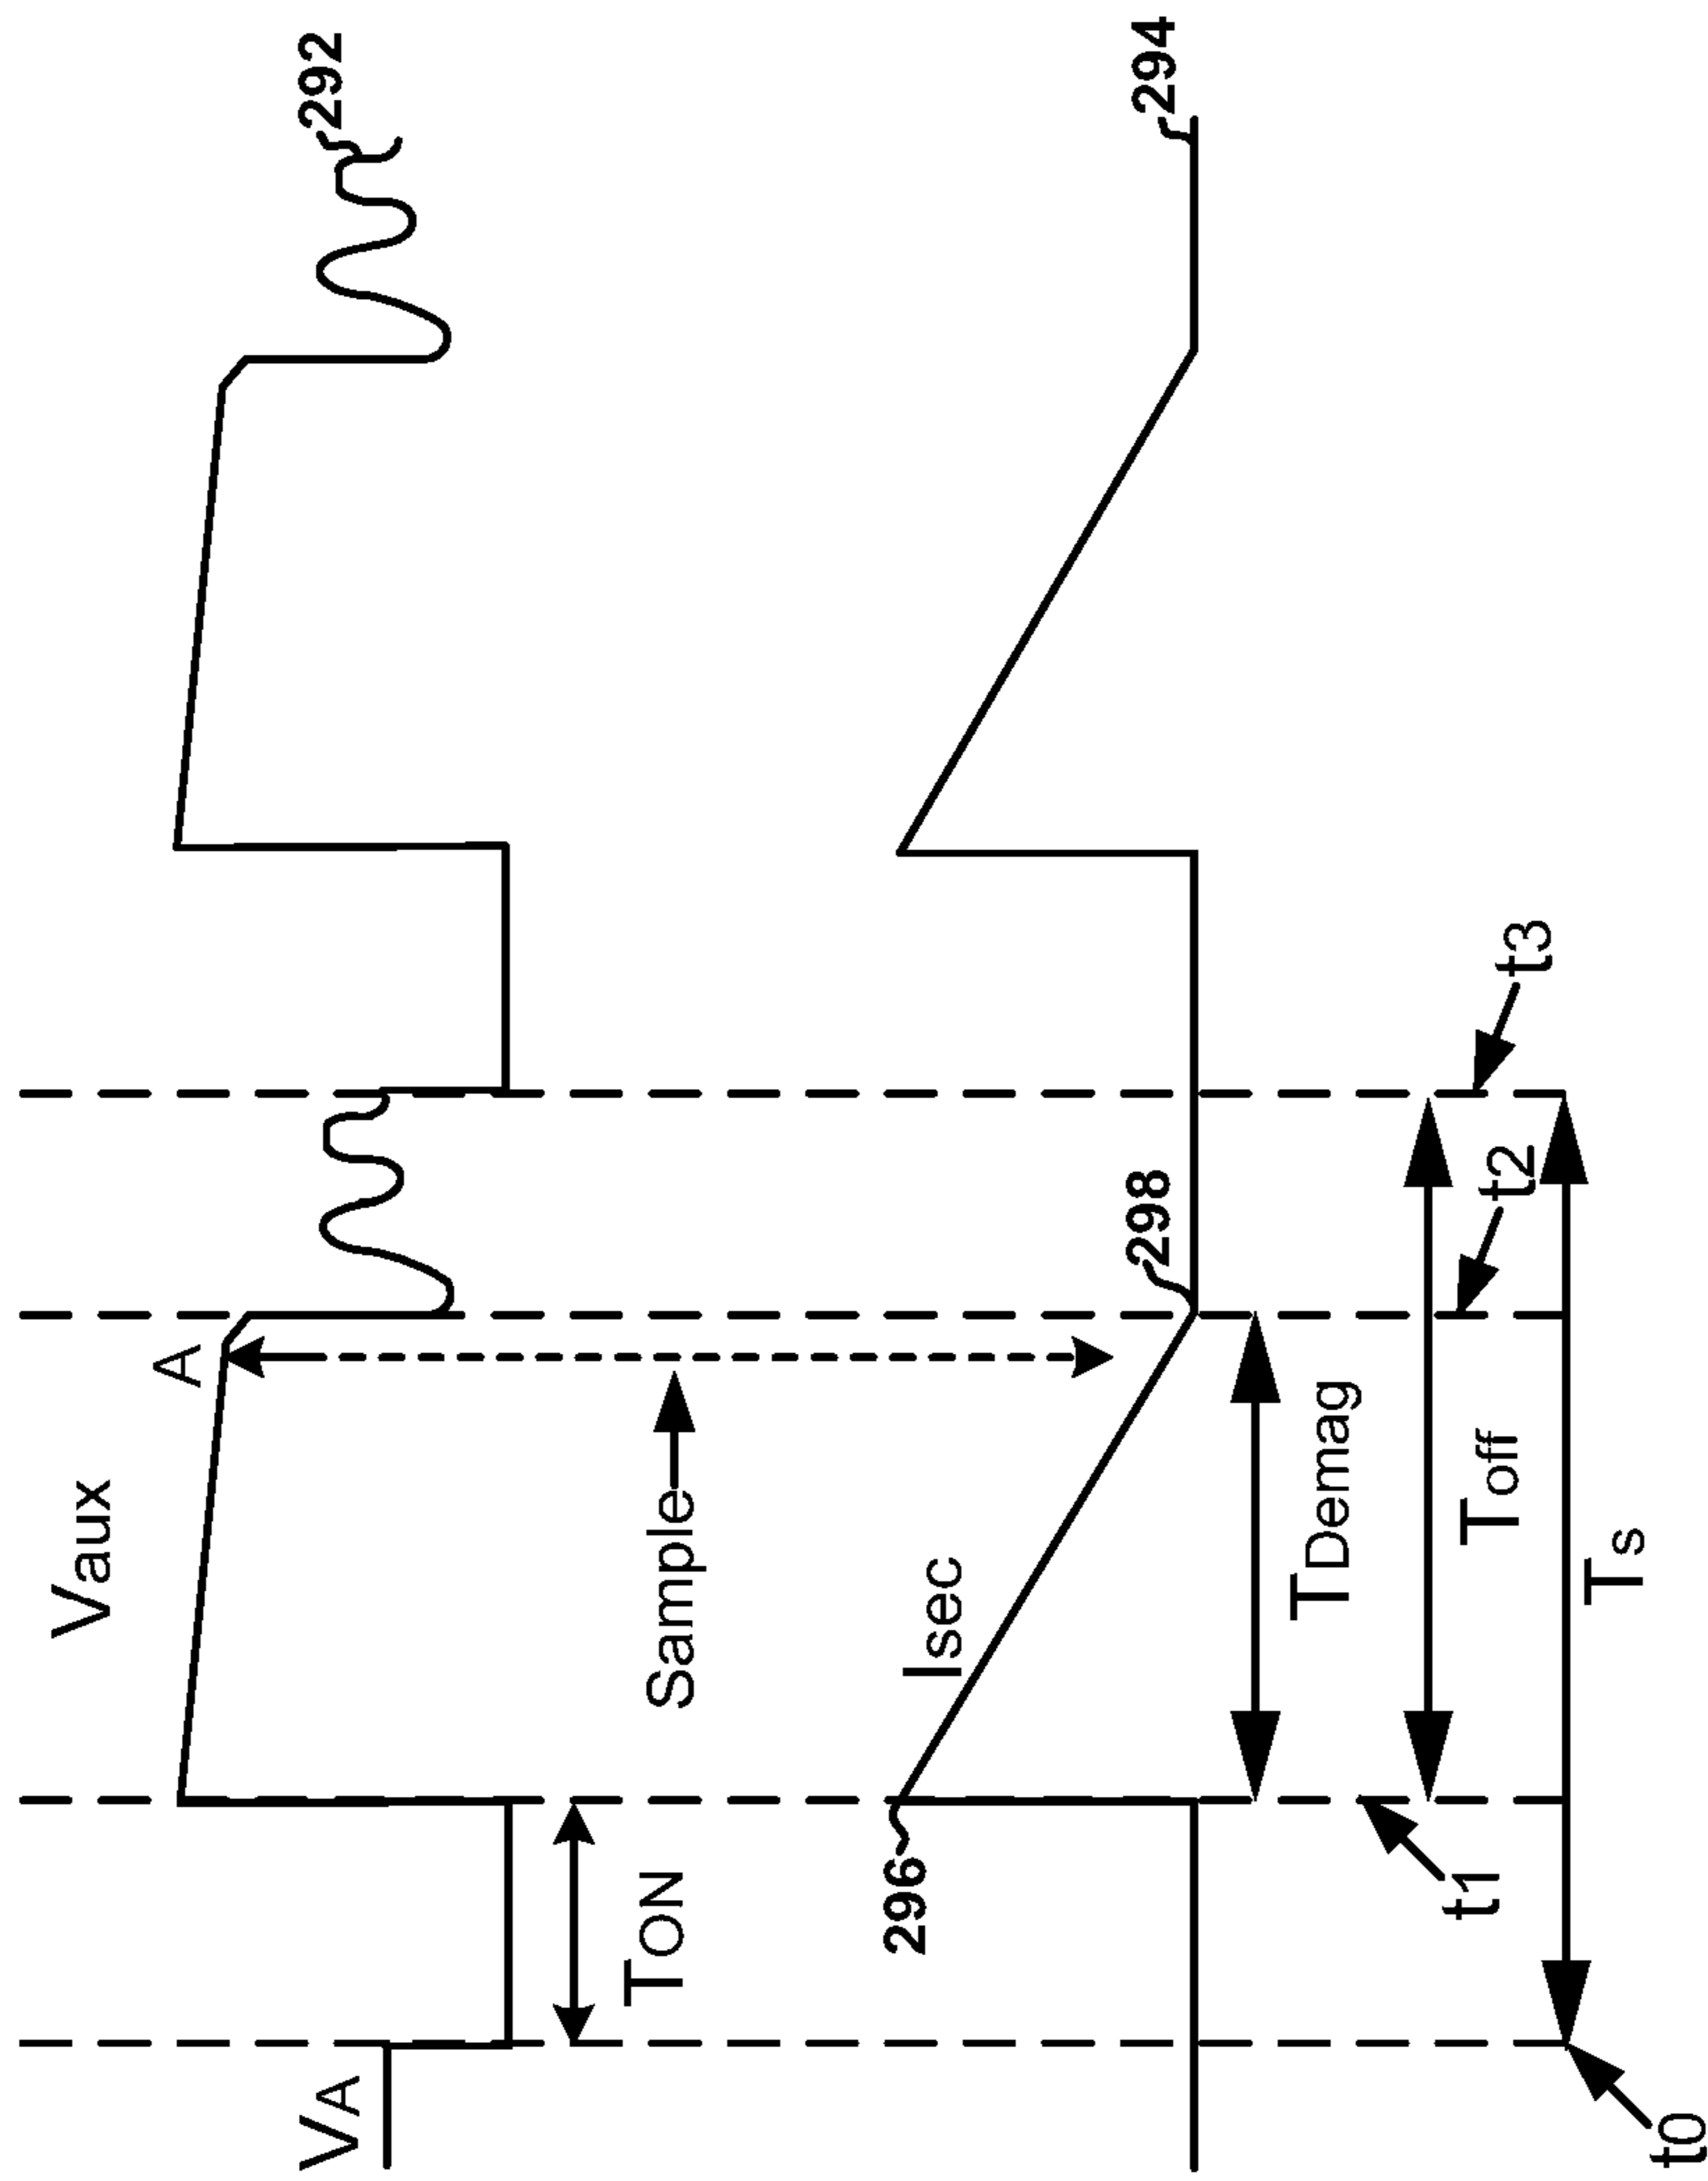 Vaux
292
VA
A
TON
Sample
296
Isec
298
294
TDemag
Toff
Ts
t0
t1
t2
t3